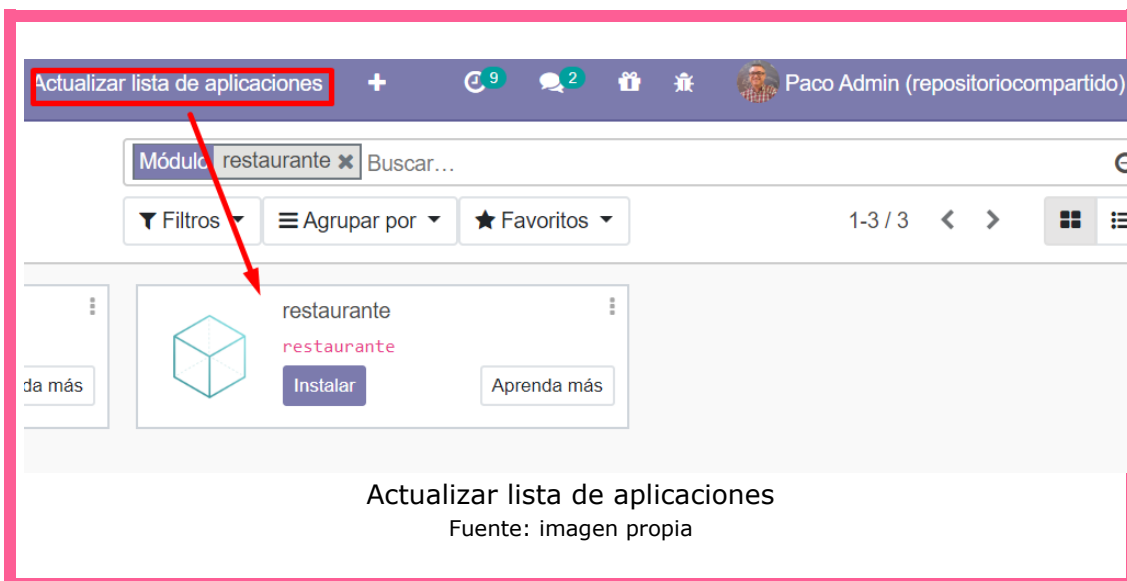 Actualizar lista de aplicaciones + 9 2 Paco Admin (repositoriocompartido)
Módulo restaurante Buscar...
Filtros Agrupar por Favoritos 1-3 / 3
restaurante
restaurante
da más Instalar Aprenda más
Actualizar lista de aplicaciones
Fuente: imagen propia